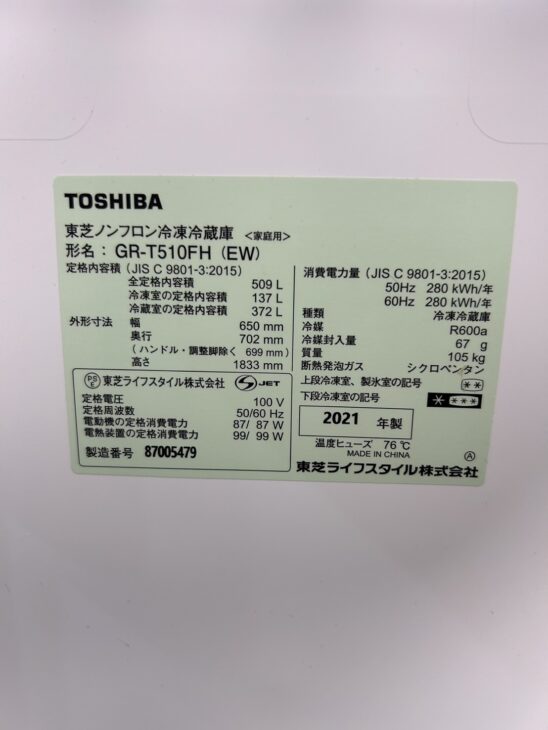 TOSHIBA
東芝ノンフロン冷凍冷蔵庫 <家庭用>
形名： GR-T510FH (EW)
定格内容積 (JIS C 9801-3:2015)
全定格内容積 509 L
冷凍室の定格内容積 137 L
冷蔵室の定格内容積 372 L
外形寸法 幅 650 mm
奥行 702 mm
(ハンドル・調整脚除く 699 mm)
高さ 1833 mm
PS E 東芝ライフスタイル株式会社 S JET
定格電圧 100 V
定格周波数 50/60 Hz
電動機の定格消費電力 87/ 87 W
電熱装置の定格消費電力 99/ 99 W
製造番号 87005479
消費電力量 (JIS C 9801-3:2015)
50Hz 280 kWh/年
60Hz 280 kWh/年
種類 冷凍冷蔵庫
冷媒 R600a
冷媒封入量 67 g
質量 105 kg
断熱発泡ガス シクロペンタン
上段冷凍室、製氷室の記号 **
下段冷凍室の記号 * ***
2021 年製
温度ヒューズ 76 ℃
MADE IN CHINA Ⓐ
東芝ライフスタイル株式会社